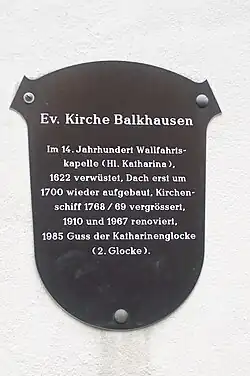 Ev. Kirche Balkhausen
Im 14. Jahrhundert Wallfahrts-
kapelle (Hl. Katharina),
1622 verwüstet, Dach erst um
1700 wieder aufgebaut, Kirchen-
schiff 1768/69 vergrössert,
1910 und 1967 renoviert,
1985 Guss der Katharinenglocke
(2. Glocke).